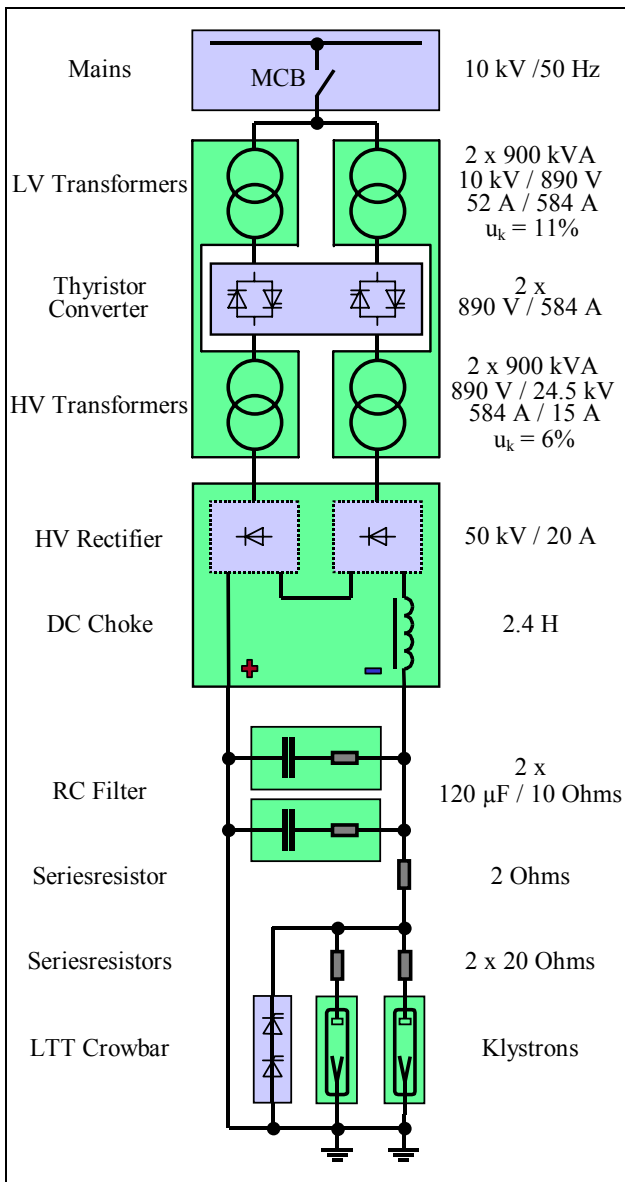 Mains
MCB
10 kV /50 Hz
LV Transformers
2 x 900 kVA
10 kV / 890 V
52 A / 584 A
uk = 11%
Thyristor
Converter
2 x
890 V / 584 A
HV Transformers
2 x 900 kVA
890 V / 24.5 kV
584 A / 15 A
uk = 6%
HV Rectifier
50 kV / 20 A
DC Choke
2.4 H
+
-
RC Filter
2 x
120 μF / 10 Ohms
Seriesresistor
2 Ohms
Seriesresistors
2 x 20 Ohms
LTT Crowbar
Klystrons